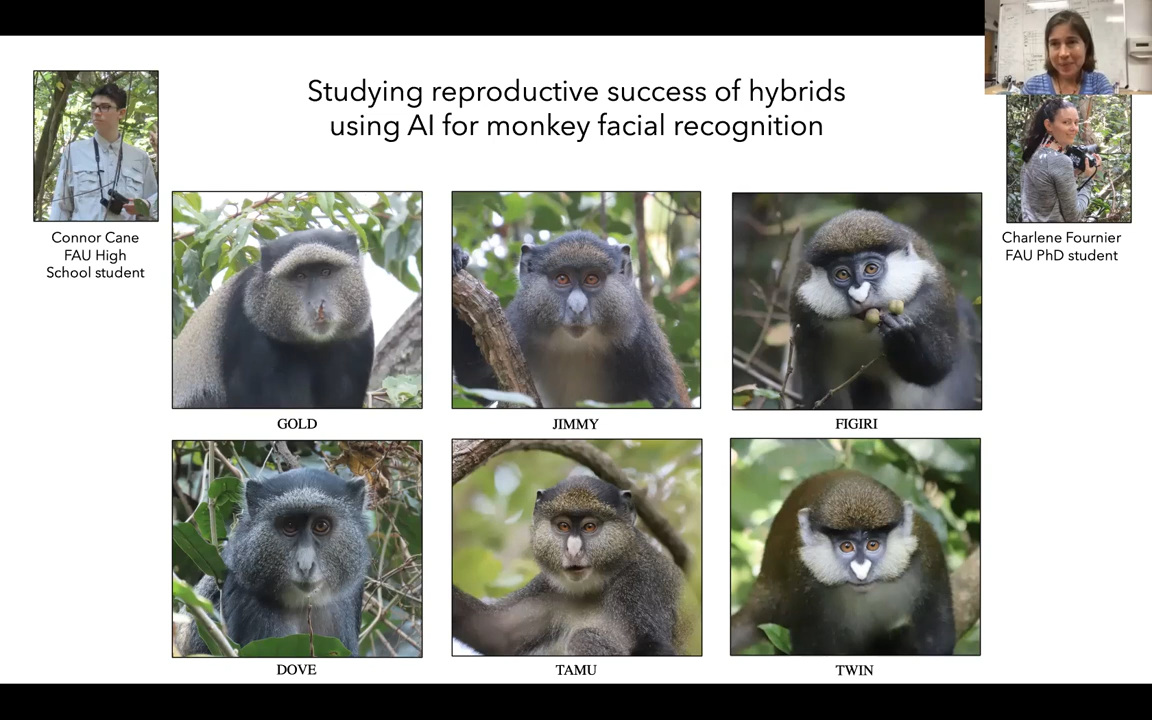 Studying reproductive success of hybrids
using AI for monkey facial recognition
Connor Cane
FAU High
School student
Charlene Fournier
FAU PhD student
GOLD
JIMMY
FIGIRI
DOVE
TAMU
TWIN